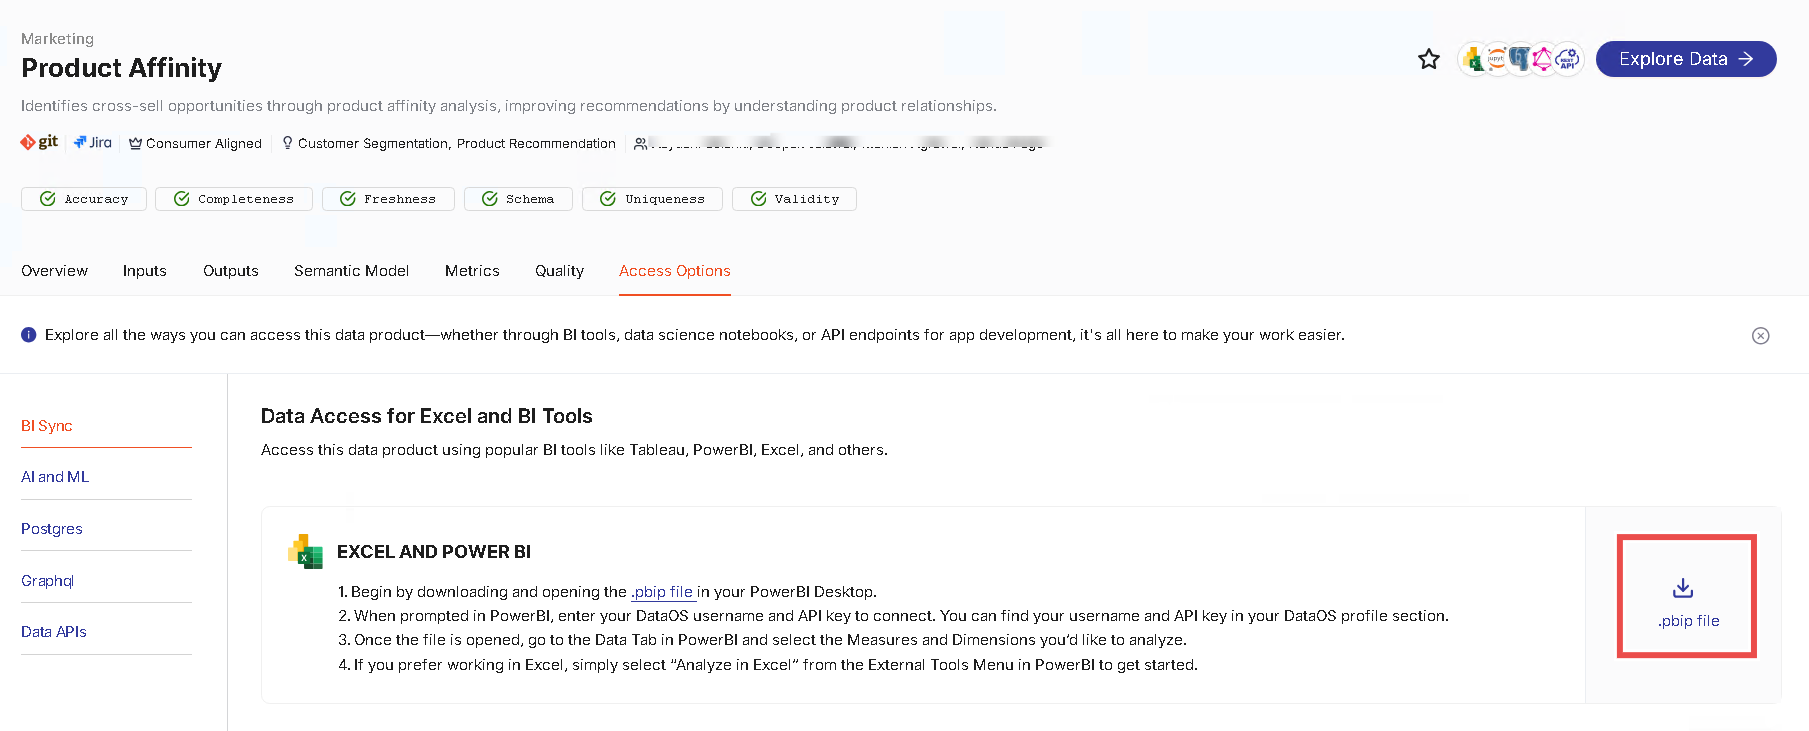 Marketing
Product Affinity
Explore Data
Identifies cross-sell opportunities through product affinity analysis, improving recommendations by understanding product relationships.
git Jira Consumer Aligned Customer Segmentation, Product Recommendation
Accuracy Completeness Freshness Schema Uniqueness Validity
Overview Inputs Outputs Semantic Model Metrics Quality Access Options
Explore all the ways you can access this data product—whether through BI tools, data science notebooks, or API endpoints for app development, it's all here to make your work easier.
BI Sync
AI and ML
Postgres
Graphql
Data APIs
Data Access for Excel and BI Tools
Access this data product using popular BI tools like Tableau, PowerBI, Excel, and others.
EXCEL AND POWER BI
1. Begin by downloading and opening the .pbip file in your PowerBI Desktop.
2. When prompted in PowerBI, enter your DataOS username and API key to connect. You can find your username and API key in your DataOS profile section.
3. Once the file is opened, go to the Data Tab in PowerBI and select the Measures and Dimensions you'd like to analyze.
4. If you prefer working in Excel, simply select “Analyze in Excel” from the External Tools Menu in PowerBI to get started.
.pbip file